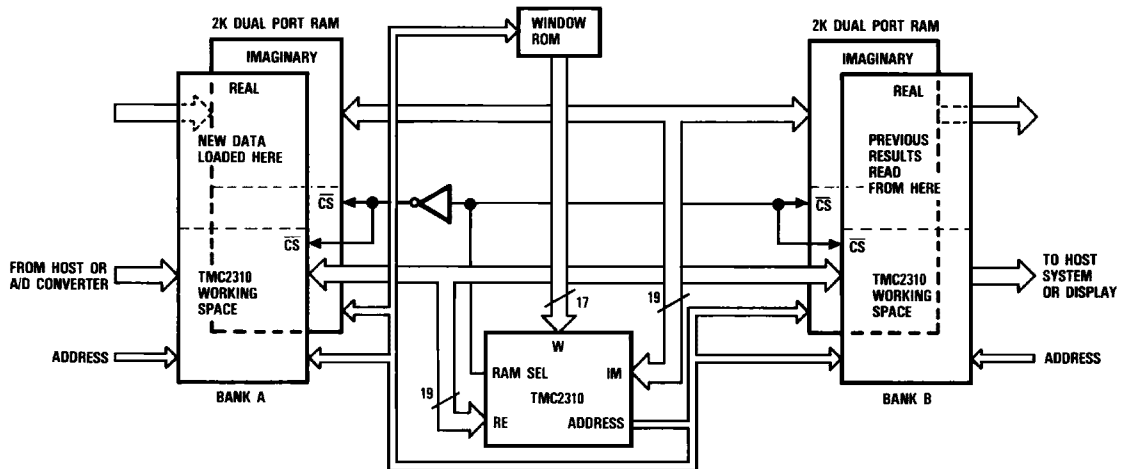 2K DUAL PORT RAM
WINDOW
ROM
2K DUAL PORT RAM
IMAGINARY
IMAGINARY
REAL
REAL
NEW DATA
LOADED HERE
PREVIOUS
RESULTS
READ
FROM HERE
CS
CS
CS
CS
FROM HOST OR
A/D CONVERTER
TMC2310
WORKING
SPACE
17
19
TMC2310
WORKING
SPACE
TO HOST
SYSTEM
OR DISPLAY
W
RAM SEL
IM
TMC2310
ADDRESS
ADDRESS
19
RE
ADDRESS
BANK A
BANK B